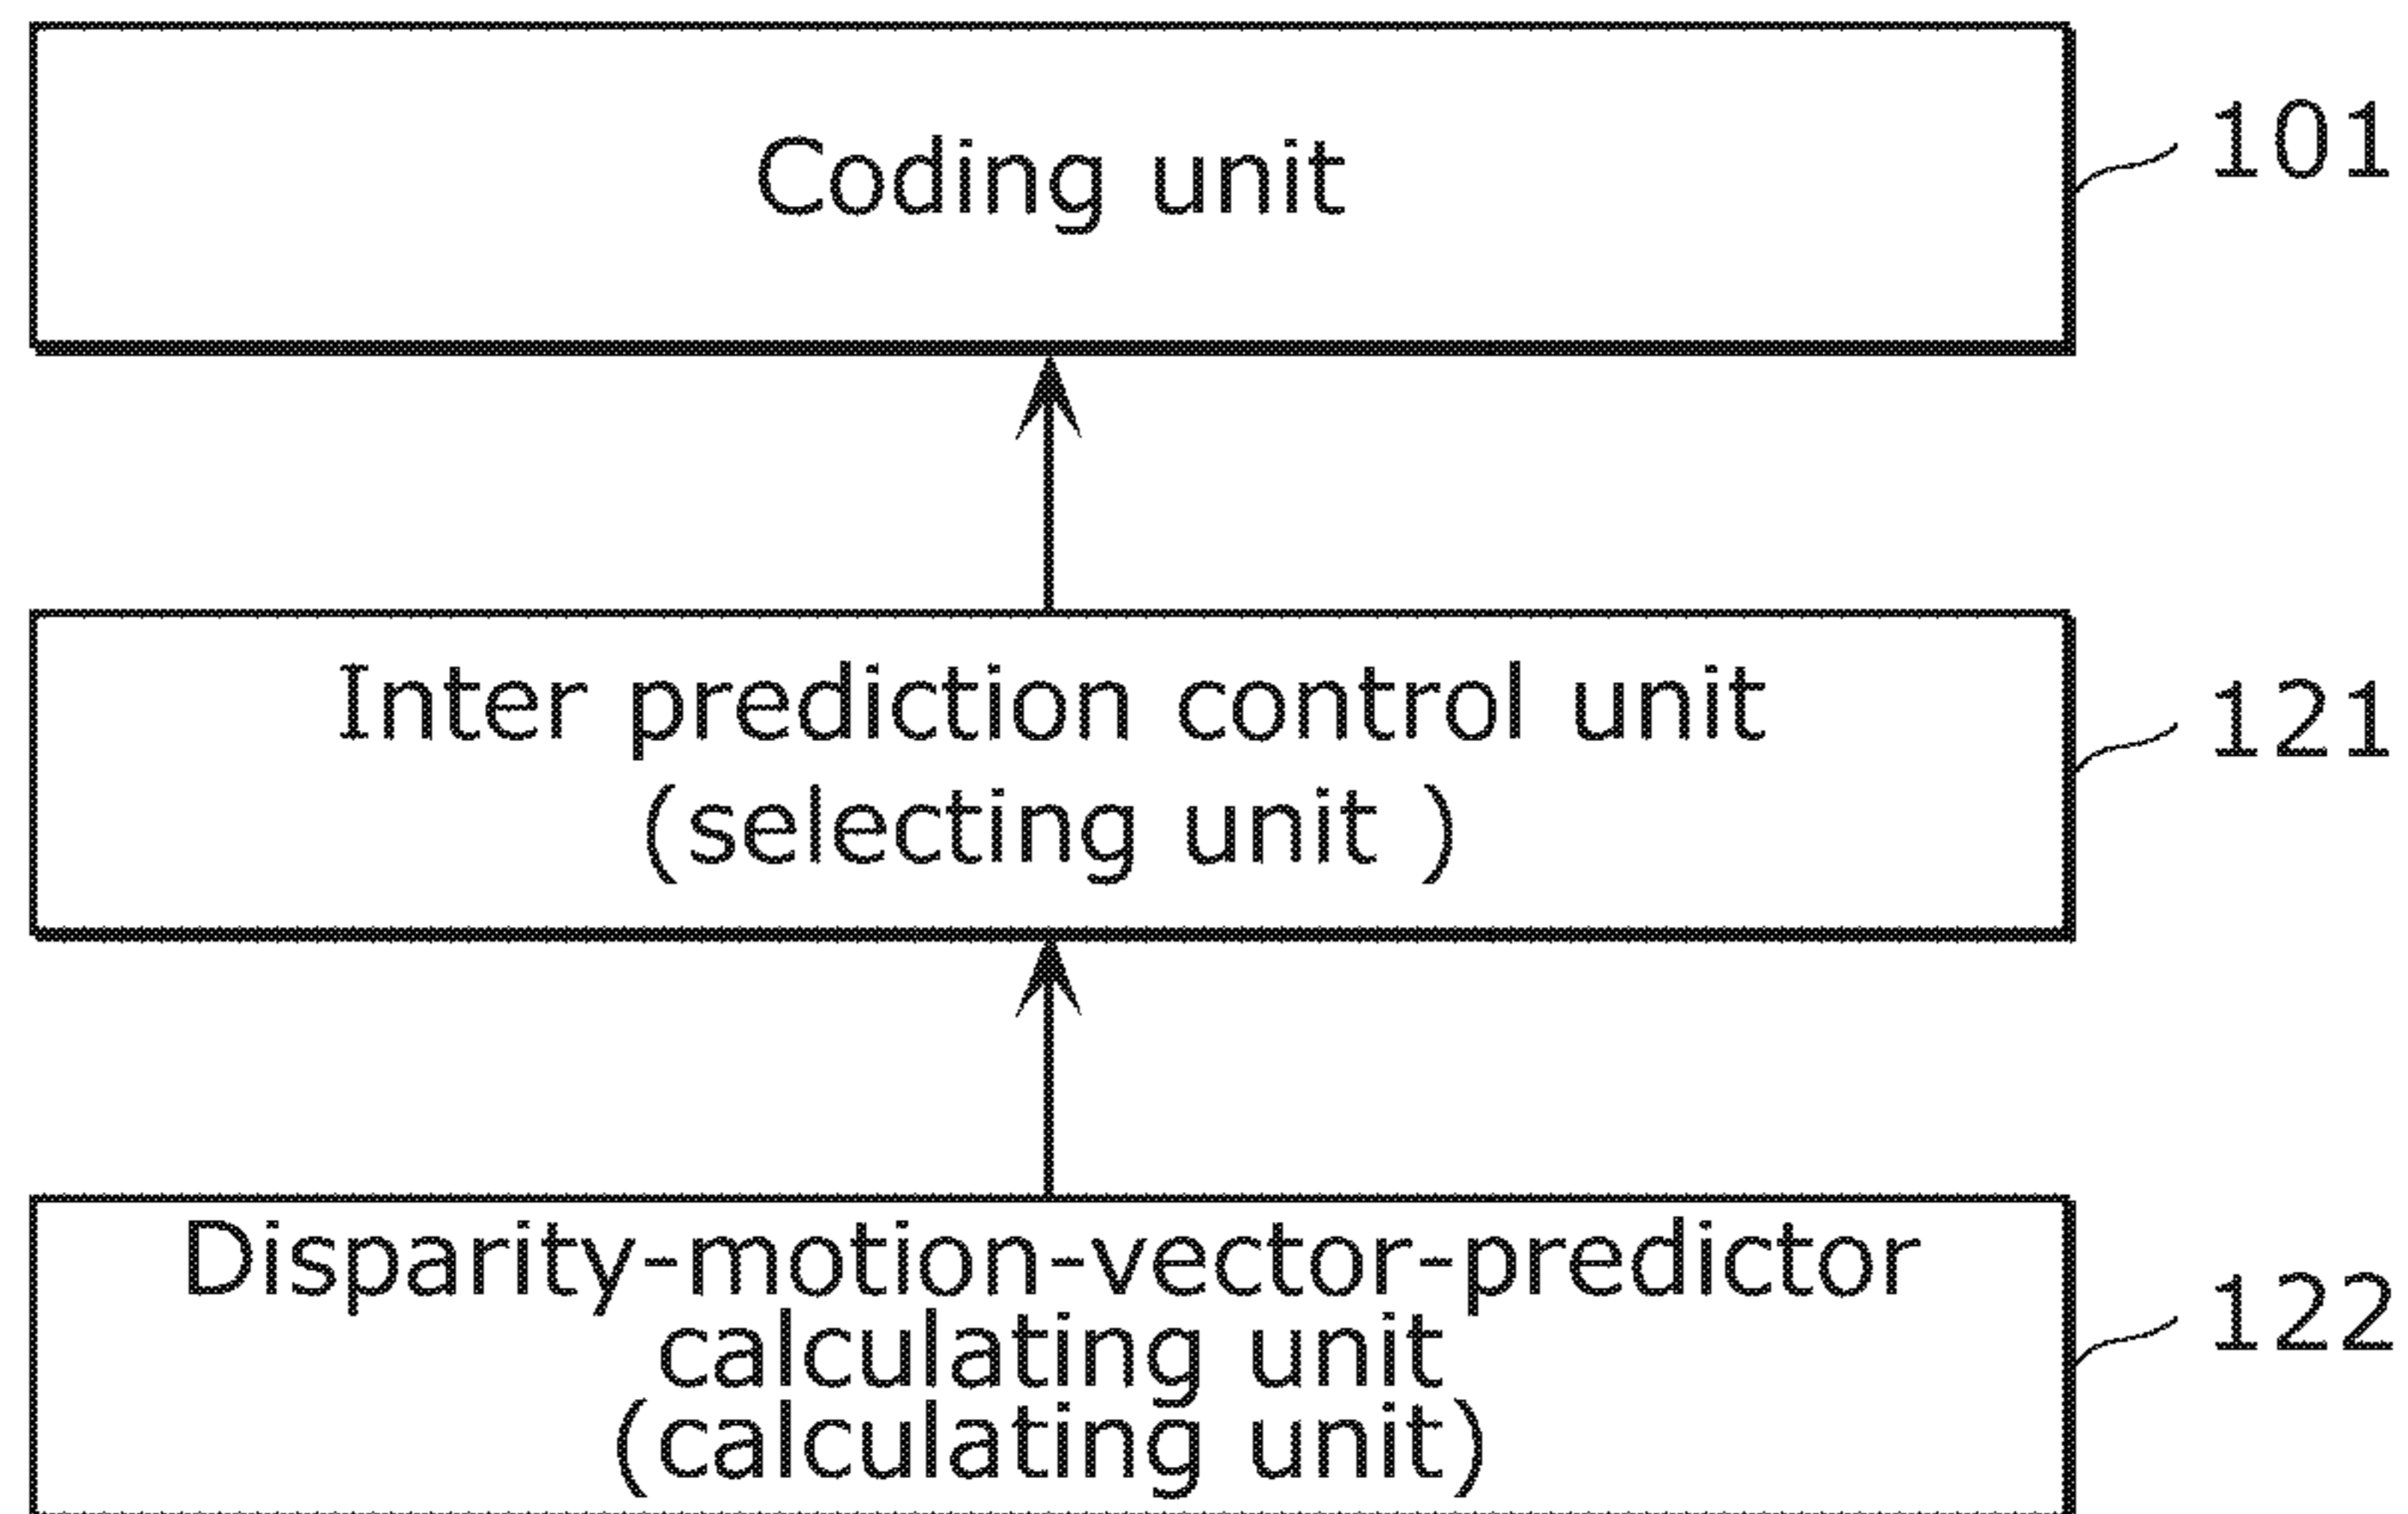 Coding unit
101
Inter prediction control unit
(selecting unit )
121
Disparity-motion-vector-predictor
calculating unit
(calculating unit)
122